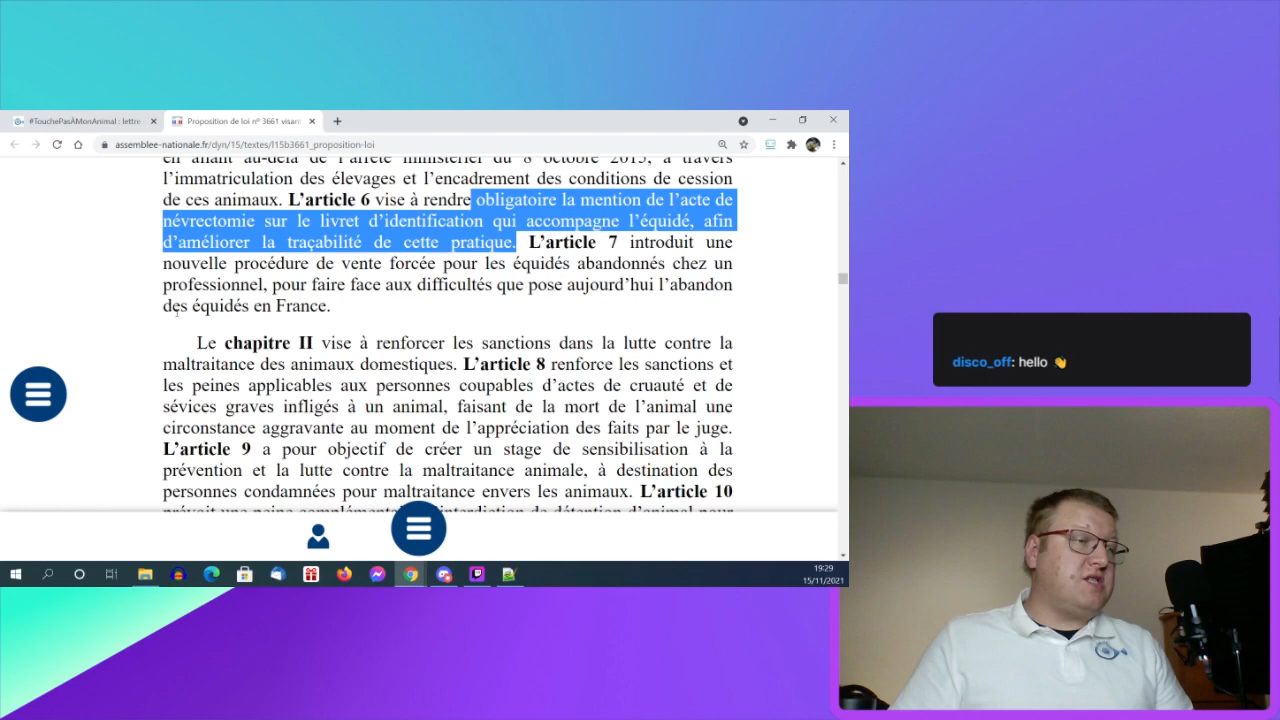 #TouchePasÀMonAnimal : lettre
Proposition de loi nº 3661 visant
assemblee-nationale.fr/dyn/15/textes/l15b3661_proposition-loi
en allant au-delà de l'arrêté ministériel du 8 octobre 2015, à travers
l'immatriculation des élevages et l'encadrement des conditions de cession
de ces animaux. L'article 6 vise à rendre obligatoire la mention de l'acte de
névrectomie sur le livret d'identification qui accompagne l'équidé, afin
d'améliorer la traçabilité de cette pratique. L'article 7 introduit une
nouvelle procédure de vente forcée pour les équidés abandonnés chez un
professionnel, pour faire face aux difficultés que pose aujourd'hui l'abandon
des équidés en France.
Le chapitre II vise à renforcer les sanctions dans la lutte contre la
maltraitance des animaux domestiques. L'article 8 renforce les sanctions et
les peines applicables aux personnes coupables d'actes de cruauté et de
sévices graves infligés à un animal, faisant de la mort de l'animal une
circonstance aggravante au moment de l'appréciation des faits par le juge.
L'article 9 a pour objectif de créer un stage de sensibilisation à la
prévention et la lutte contre la maltraitance animale, à destination des
personnes condamnées pour maltraitance envers les animaux. L'article 10
prévoit une peine d'interdiction de détention d'animal pour
19:29
15/11/2021
disco_off: hello 👋